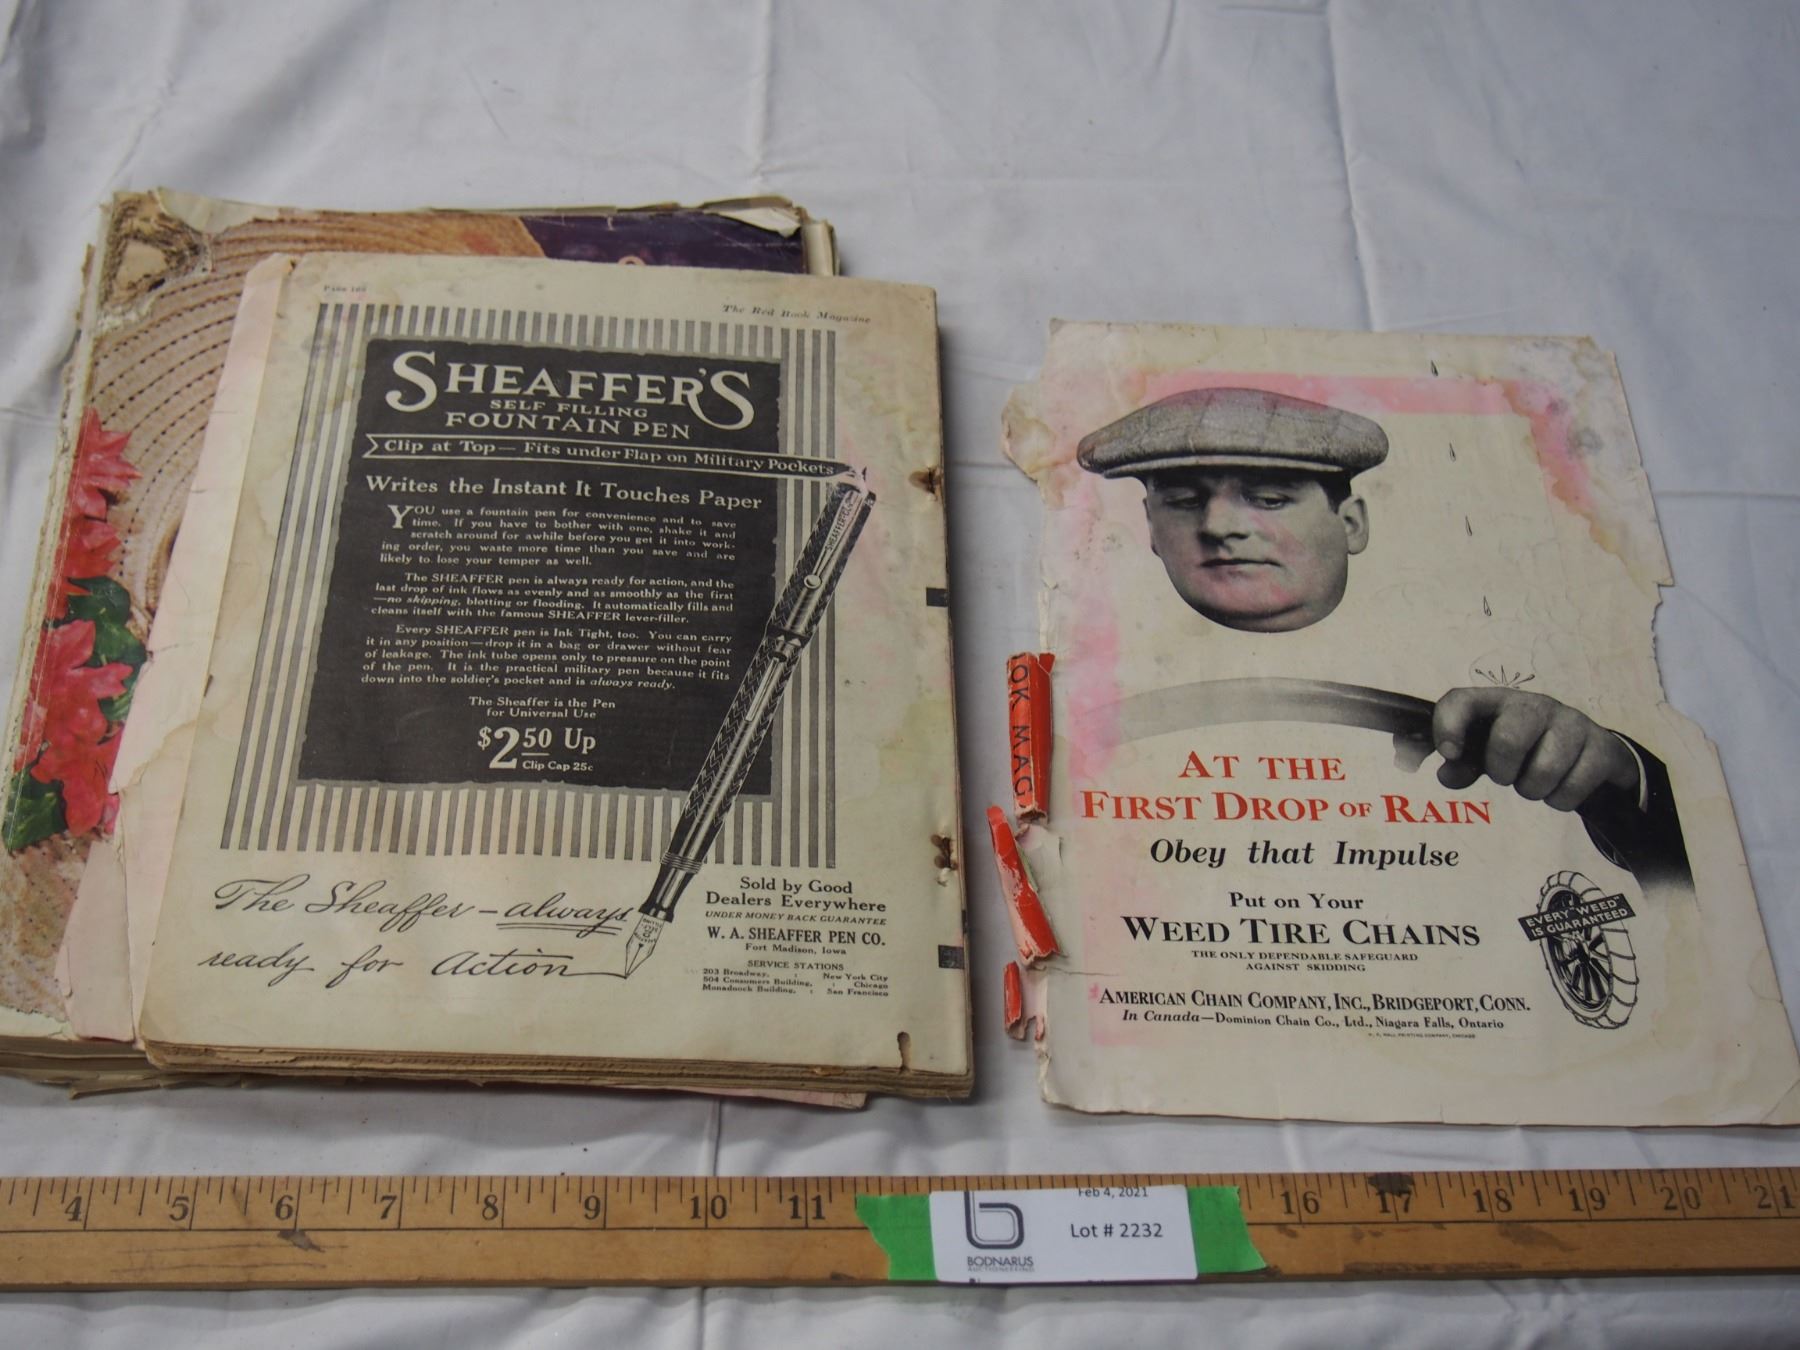 The Red Book Magazine
SHEAFFER'S
SELF FILLING
FOUNTAIN PEN
Clip at Top — Fits under Flap on Military Pockets
Writes the Instant It Touches Paper
YOU use a fountain pen for convenience and to save
time. If you have to bother with one, shake it and
scratch around for awhile before you get it into work-
ing order, you waste more time than you save and are
likely to lose your temper as well.
The SHEAFFER pen is always ready for action, and the
last drop of ink flows as evenly and as smoothly as the first
—no skipping, blotting or flooding. It automatically fills and
cleans itself with the famous SHEAFFER lever-filler.
Every SHEAFFER pen is Ink Tight, too. You can carry
it in any position—drop it in a bag or drawer without fear
of leakage. The ink tube opens only to pressure on the point
of the pen. It is the practical military pen because it fits
down into the soldier's pocket and is always ready.
The Sheaffer is the Pen
for Universal Use
$2.50 Up
Clip Cap 25c
The Sheaffer - always
ready for Action
Sold by Good
Dealers Everywhere
UNDER MONEY BACK GUARANTEE
W. A. SHEAFFER PEN CO.
Fort Madison, Iowa
SERVICE STATIONS
203 Broadway, : New York City
504 Consumers Building, : Chicago
Monadnock Building, : San Francisco
OK MAG
AT THE
FIRST DROP OF RAIN
Obey that Impulse
Put on Your
WEED TIRE CHAINS
THE ONLY DEPENDABLE SAFEGUARD
AGAINST SKIDDING
EVERY "WEED"
IS GUARANTEED
AMERICAN CHAIN COMPANY, INC., BRIDGEPORT, CONN.
In Canada—Dominion Chain Co., Ltd., Niagara Falls, Ontario
4 5 6 7 8 9 10 11 16 17 18 19 20 21
Feb 4, 2021
Lot # 2232
BODNARUS
AUCTIONEERING